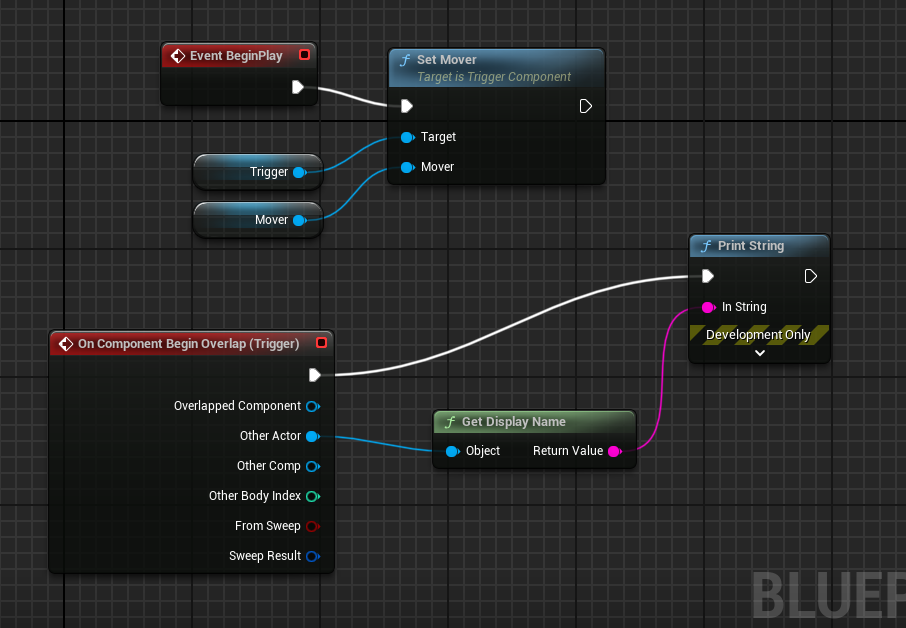 Event BeginPlay
f Set Mover
Target is Trigger Component
Target
Mover
Trigger
Mover
f Print String
In String
Development Only
On Component Begin Overlap (Trigger)
Overlapped Component
Other Actor
Other Comp
Other Body Index
From Sweep
Sweep Result
f Get Display Name
Object Return Value